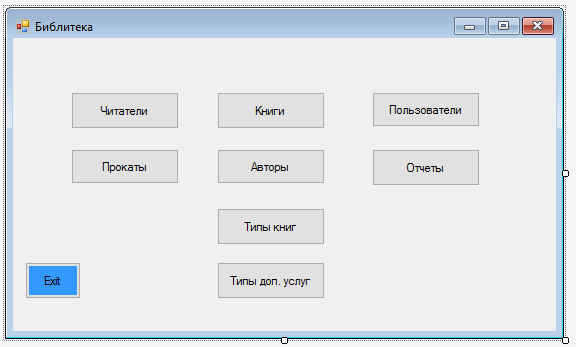 Библитека
Читатели
Книги
Пользователи
Прокаты
Авторы
Отчеты
Типы книг
Exit
Типы доп. услуг